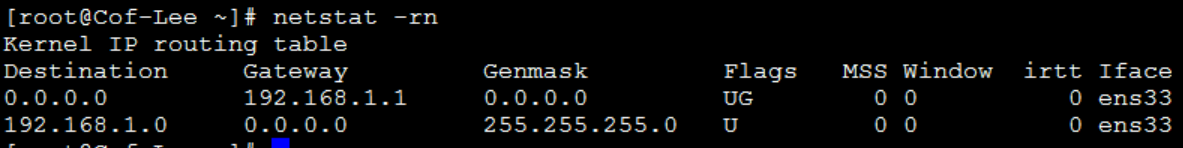 [root@Cof-Lee ~]# netstat -rn
Kernel IP routing table
Destination     Gateway         Genmask         Flags   MSS Window  irtt Iface
0.0.0.0         192.168.1.1     0.0.0.0         UG        0 0          0 ens33
192.168.1.0     0.0.0.0         255.255.255.0   U         0 0          0 ens33